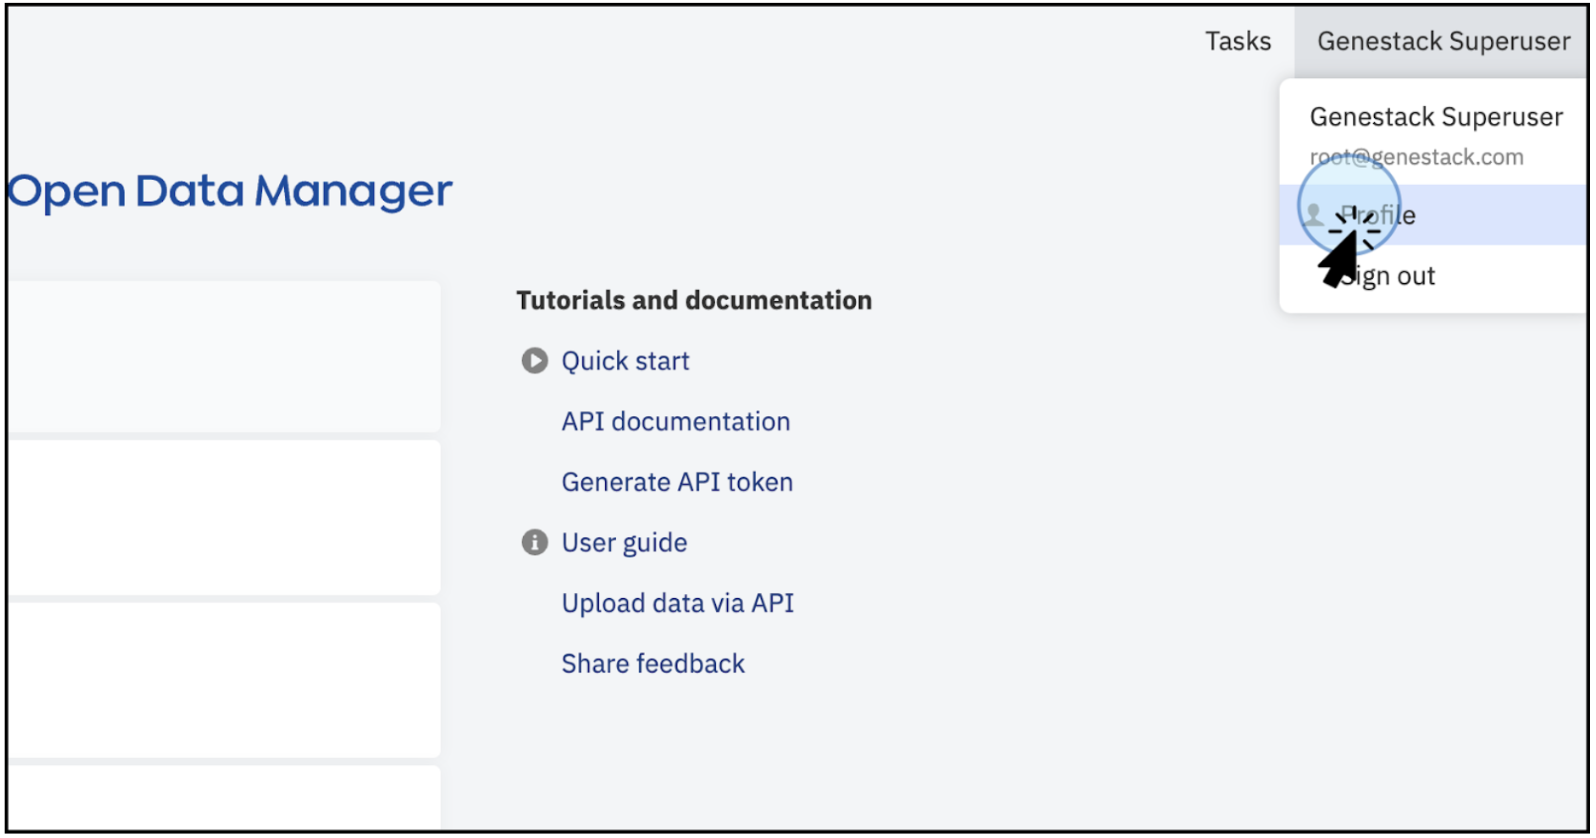 Tasks
Genestack Superuser
Genestack Superuser
root@genestack.com
Profile
Sign out
Open Data Manager
Tutorials and documentation
Quick start
API documentation
Generate API token
User guide
Upload data via API
Share feedback